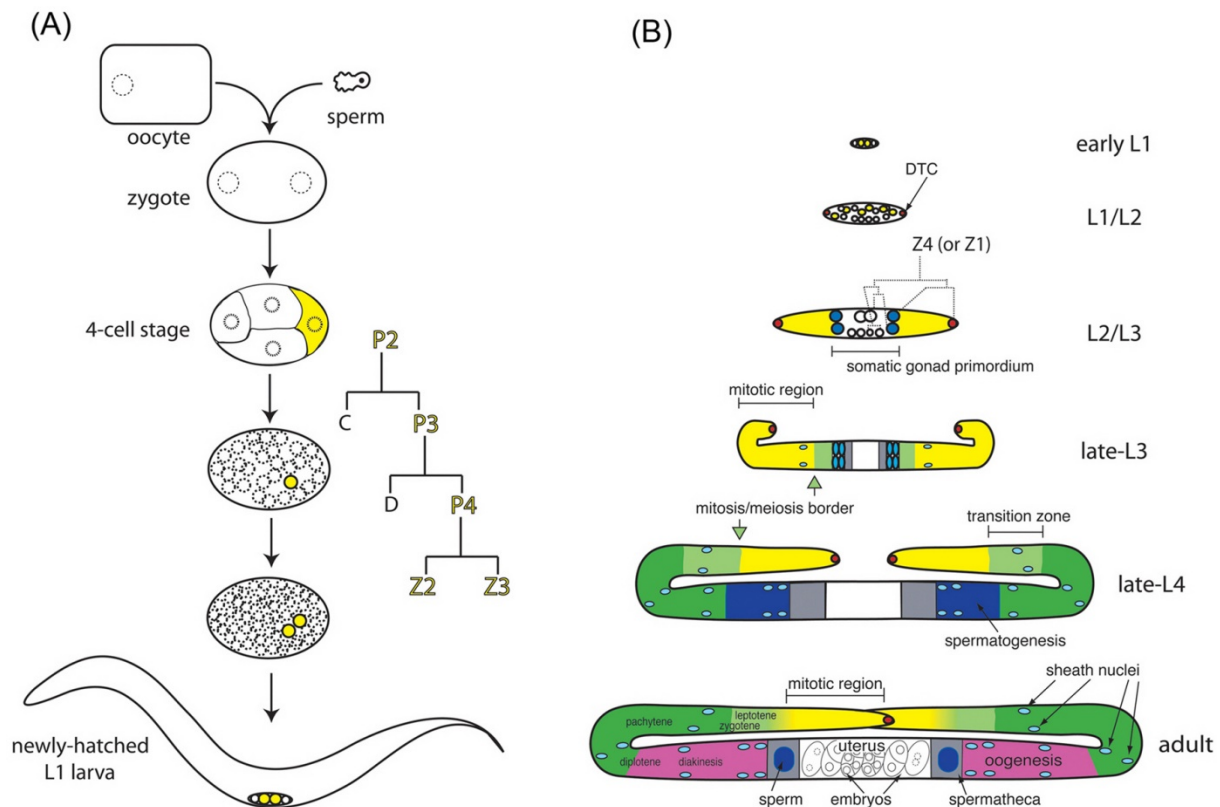 (A)
oocyte
sperm
zygote
4-cell stage
P2
C
P3
D
P4
Z2
Z3
newly-hatched
L1 larva
(B)
early L1
DTC
L1/L2
Z4 (or Z1)
L2/L3
somatic gonad primordium
mitotic region
late-L3
mitosis/meiosis border
transition zone
late-L4
spermatogenesis
sheath nuclei
mitotic region
pachytene
leptotene
zygotene
adult
diplotene
diakinesis
uterus
oogenesis
sperm
embryos
spermatheca